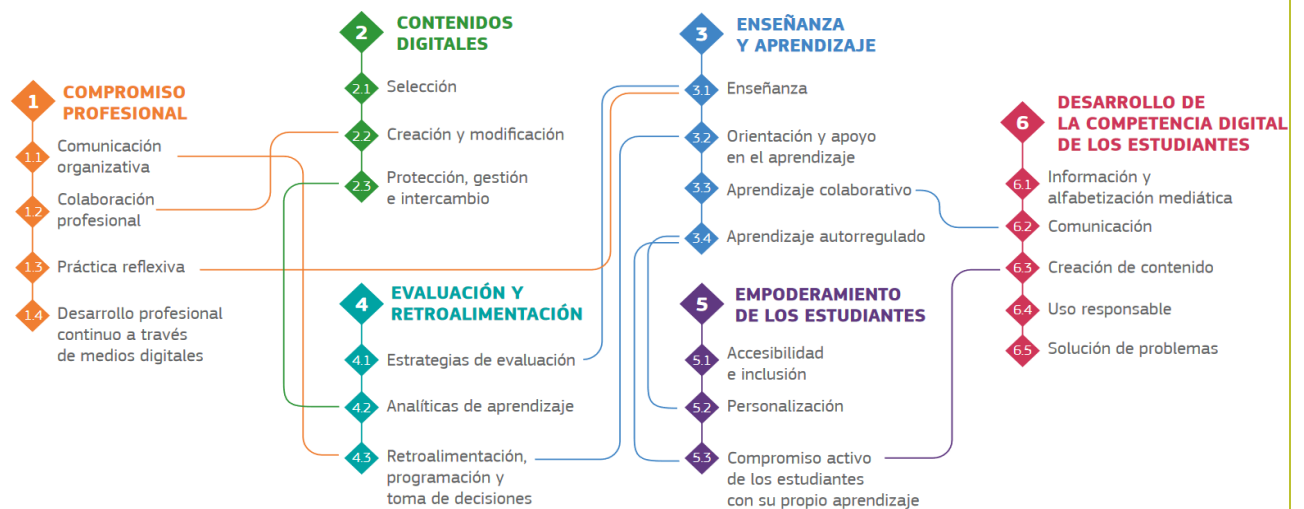 1
COMPROMISO
PROFESIONAL
1.1
Comunicación
organizativa
1.2
Colaboración
profesional
1.3
Práctica reflexiva
1.4
Desarrollo profesional
continuo a través
de medios digitales
2
CONTENIDOS
DIGITALES
2.1
Selección
2.2
Creación y modificación
2.3
Protección, gestión
e intercambio
3
ENSEÑANZA
Y APRENDIZAJE
3.1
Enseñanza
3.2
Orientación y apoyo
en el aprendizaje
3.3
Aprendizaje colaborativo
3.4
Aprendizaje autorregulado
4
EVALUACIÓN Y
RETROALIMENTACIÓN
4.1
Estrategias de evaluación
4.2
Analíticas de aprendizaje
4.3
Retroalimentación,
programación y
toma de decisiones
5
EMPODERAMIENTO
DE LOS ESTUDIANTES
5.1
Accesibilidad
e inclusión
5.2
Personalización
5.3
Compromiso activo
de los estudiantes
con su propio aprendizaje
6
DESARROLLO DE
LA COMPETENCIA DIGITAL
DE LOS ESTUDIANTES
6.1
Información y
alfabetización mediática
6.2
Comunicación
6.3
Creación de contenido
6.4
Uso responsable
6.5
Solución de problemas